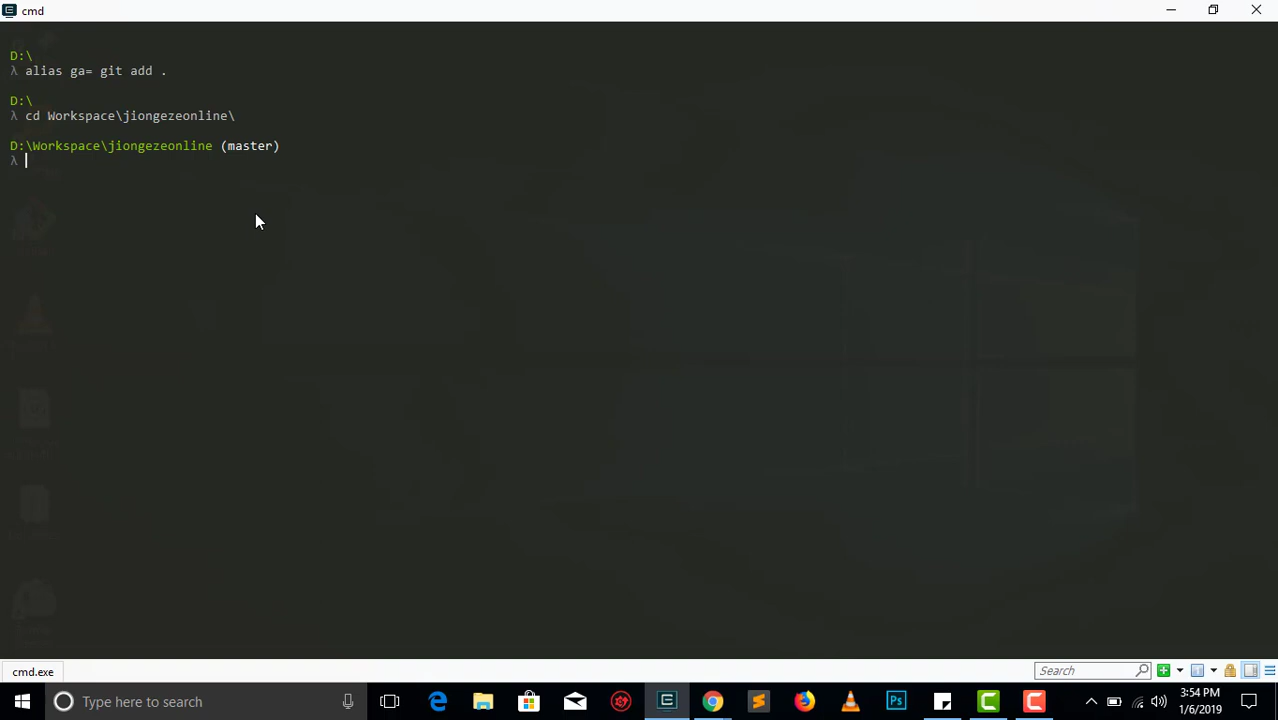 cmd
D:\
λ alias ga= git add .
D:\
λ cd Workspace\jiongezeonline\
D:\Workspace\jiongezeonline (master)
λ
cmd.exe
Search
Type here to search
Ps
3:54 PM
1/6/2019